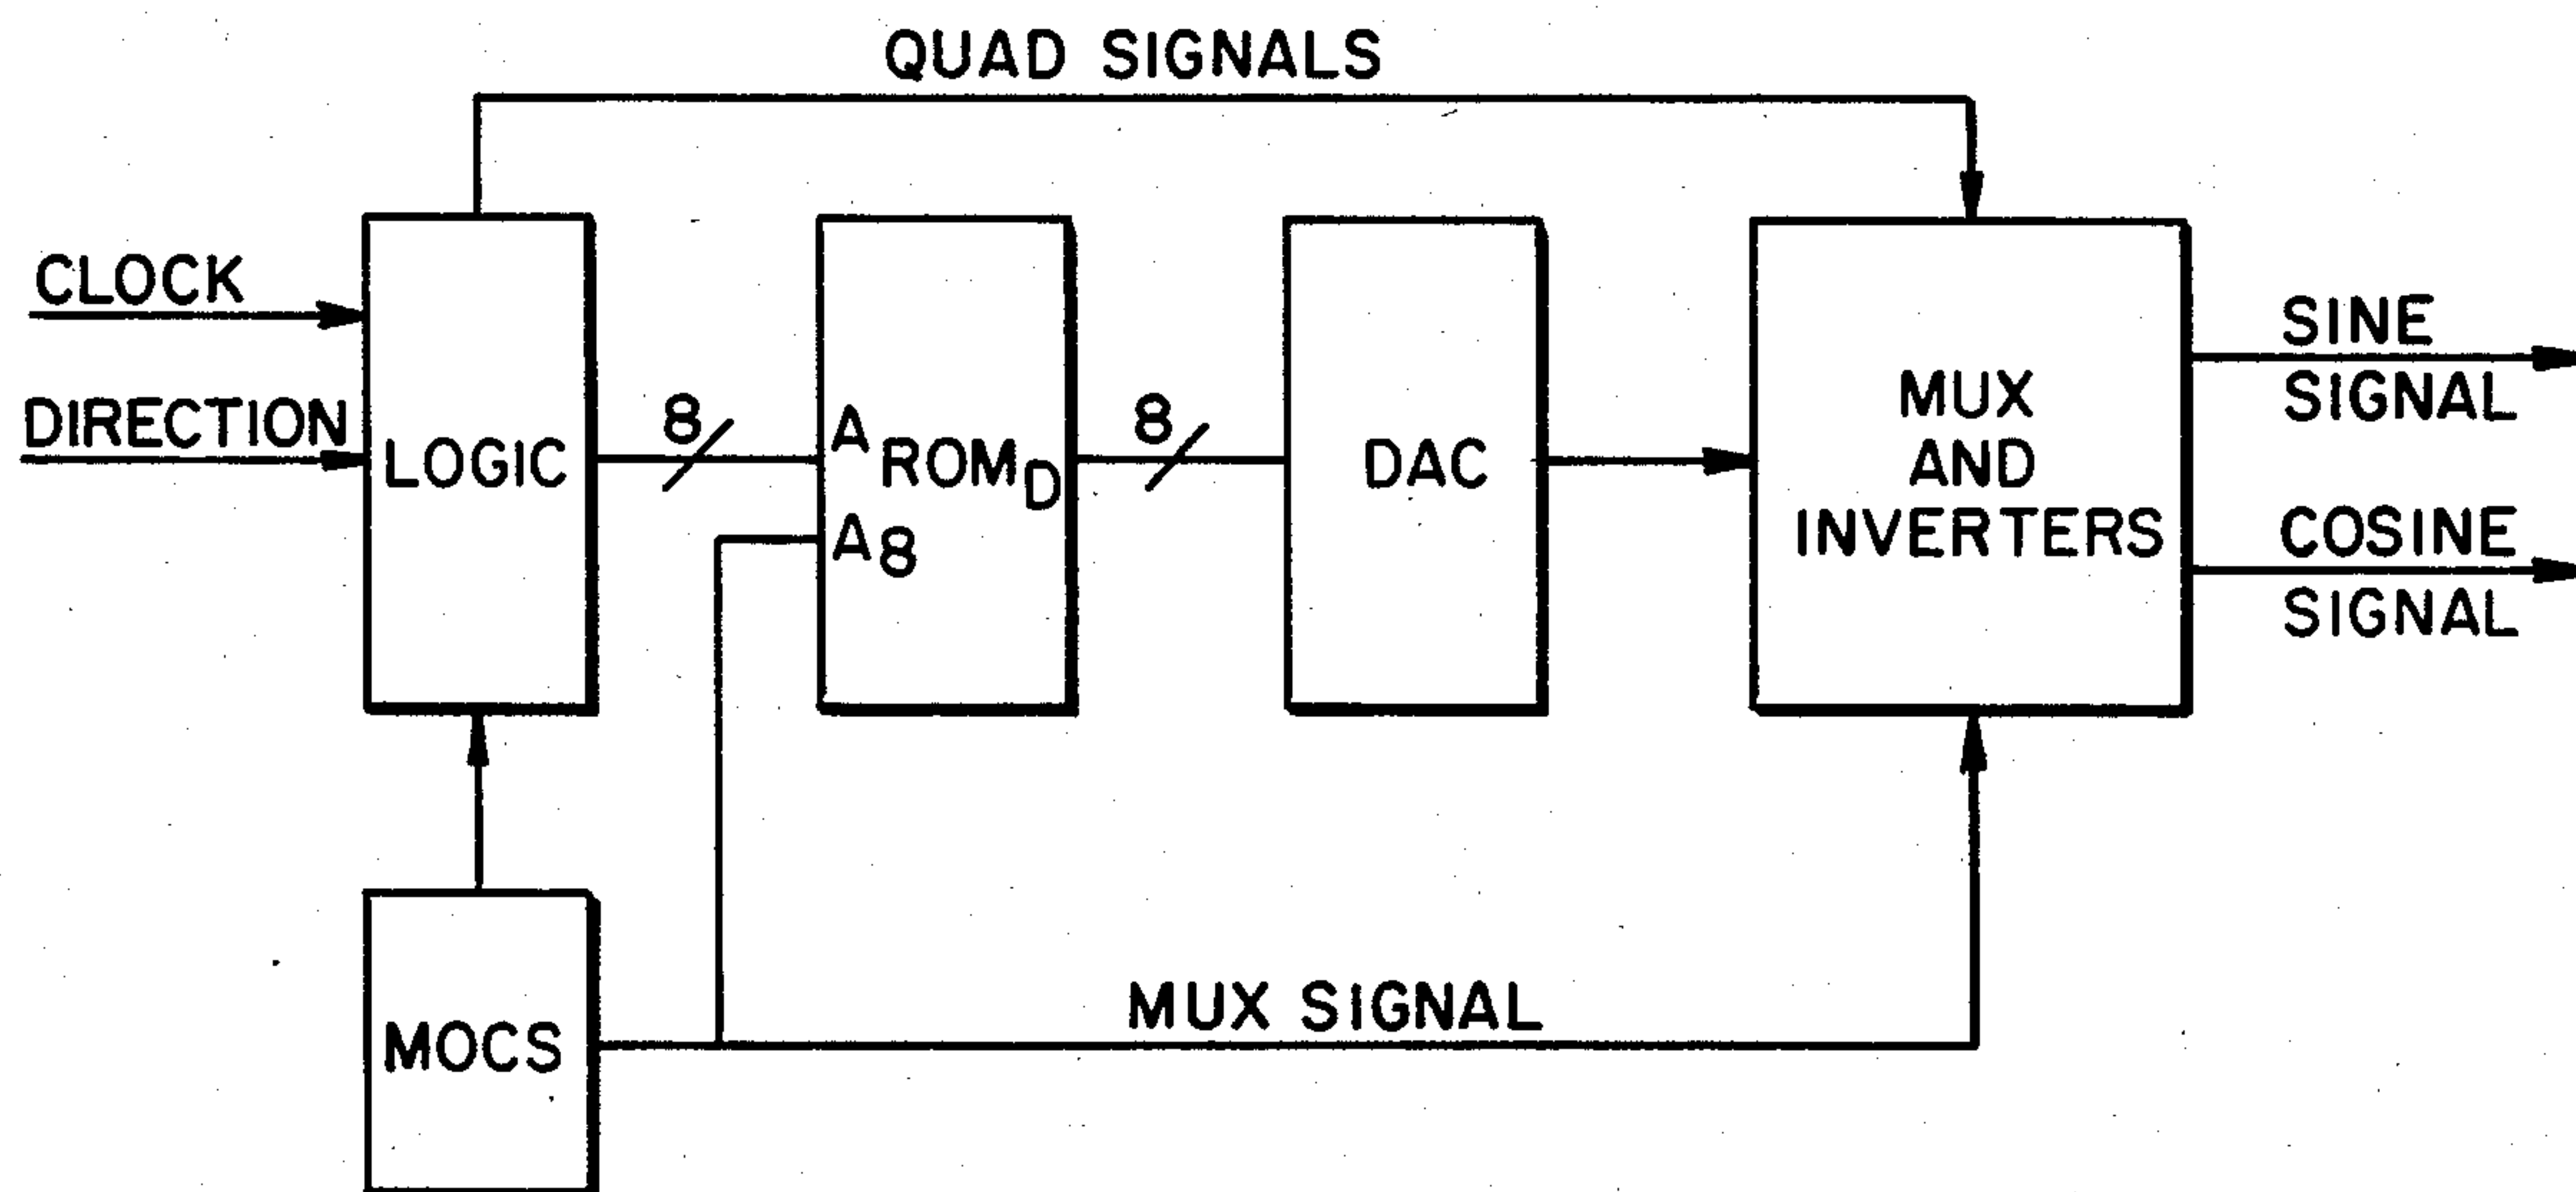 QUAD SIGNALS
CLOCK
DIRECTION
LOGIC
8
A
ROM
D
A8
8
DAC
MUX
AND
INVERTERS
SINE
SIGNAL
COSINE
SIGNAL
MOCS
MUX SIGNAL